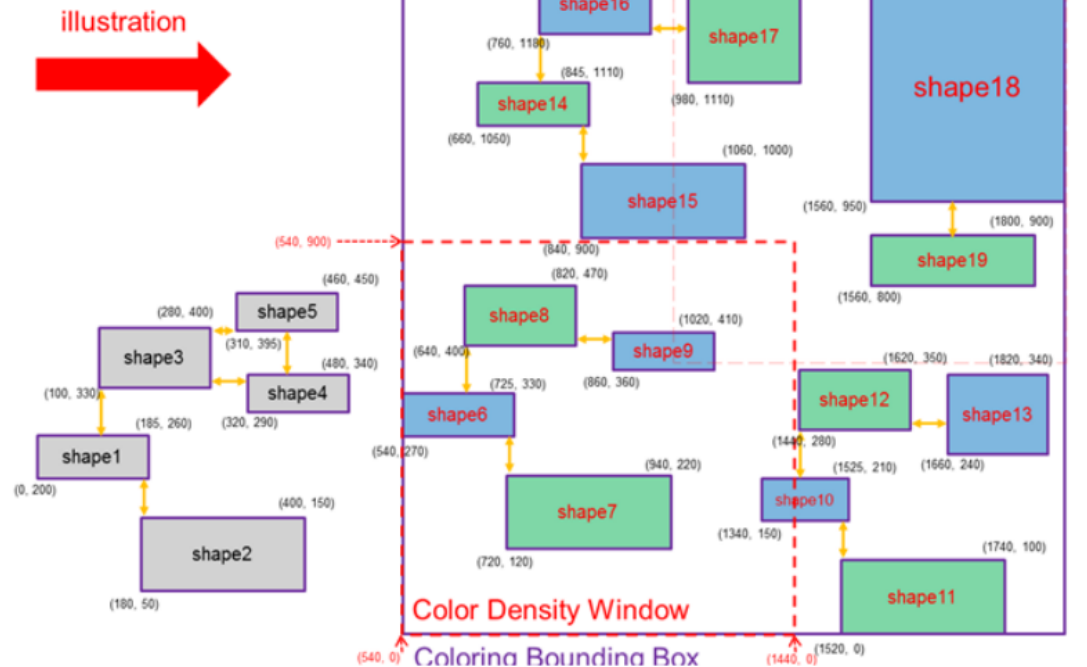 illustration
shape16
shape17
(760, 1180)
(845, 1110)
shape18
shape14
(980, 1110)
(660, 1050)
(1060, 1000)
shape15
(1560, 950)
(1800, 900)
(540, 900)
(840, 900)
shape19
(820, 470)
(460, 450)
(1560, 800)
(280, 400)
shape5
shape8
(1020, 410)
(310, 395)
shape3
(640, 400)
shape9
(1620, 350)
(1820, 340)
(480, 340)
(860, 360)
(725, 330)
(100, 330)
shape4
shape12
shape6
shape13
(185, 260)
(320, 290)
(1440, 280)
shape1
(540, 270)
(940, 220)
(1525, 210)
(1660, 240)
(0, 200)
shape10
(400, 150)
shape7
(1340, 150)
shape2
(1740, 100)
(720, 120)
shape11
(180, 50)
Color Density Window
(1520, 0)
(540, 0)
Coloring Bounding Box
(1440, 0)